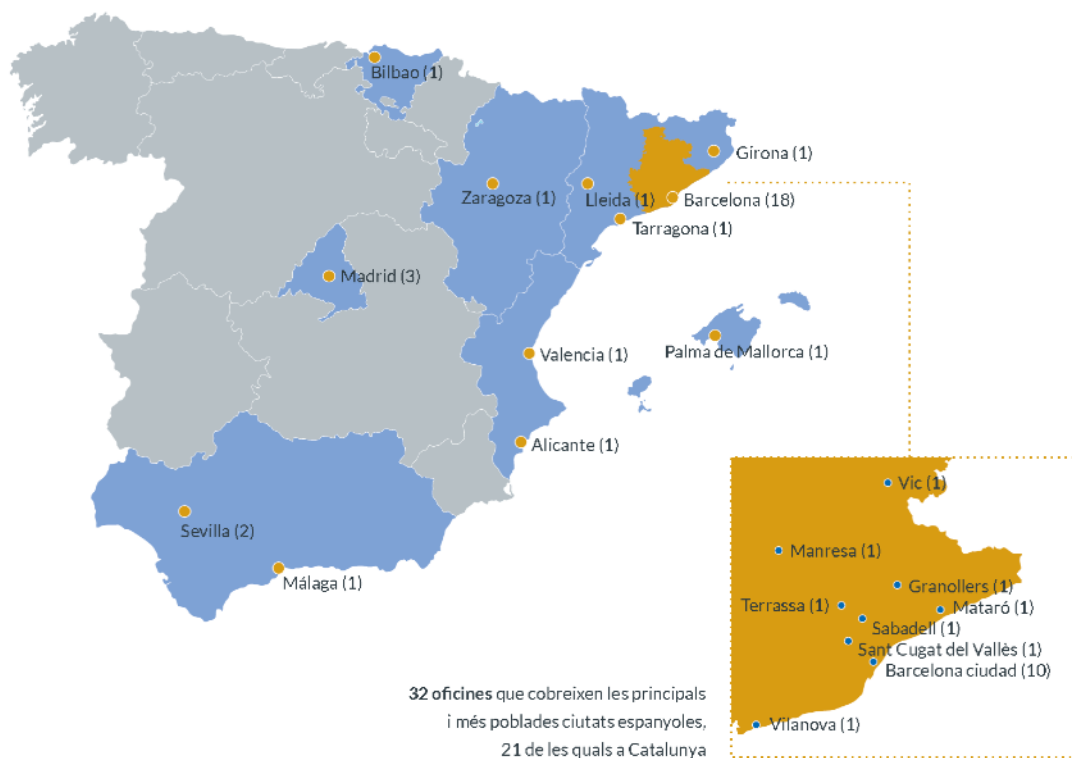 Bilbao (1)
Girona (1)
Zaragoza (1)
Lleida (1)
Barcelona (18)
Tarragona (1)
Madrid (3)
Valencia (1)
Palma de Mallorca (1)
Alicante (1)
Sevilla (2)
Málaga (1)
Vic (1)
Manresa (1)
Granollers (1)
Terrassa (1)
Mataró (1)
Sabadell (1)
Sant Cugat del Vallès (1)
Barcelona ciudad (10)
Vilanova (1)
32 oficines que cobreixen les principals
i més poblades ciutats espanyoles,
21 de les quals a Catalunya